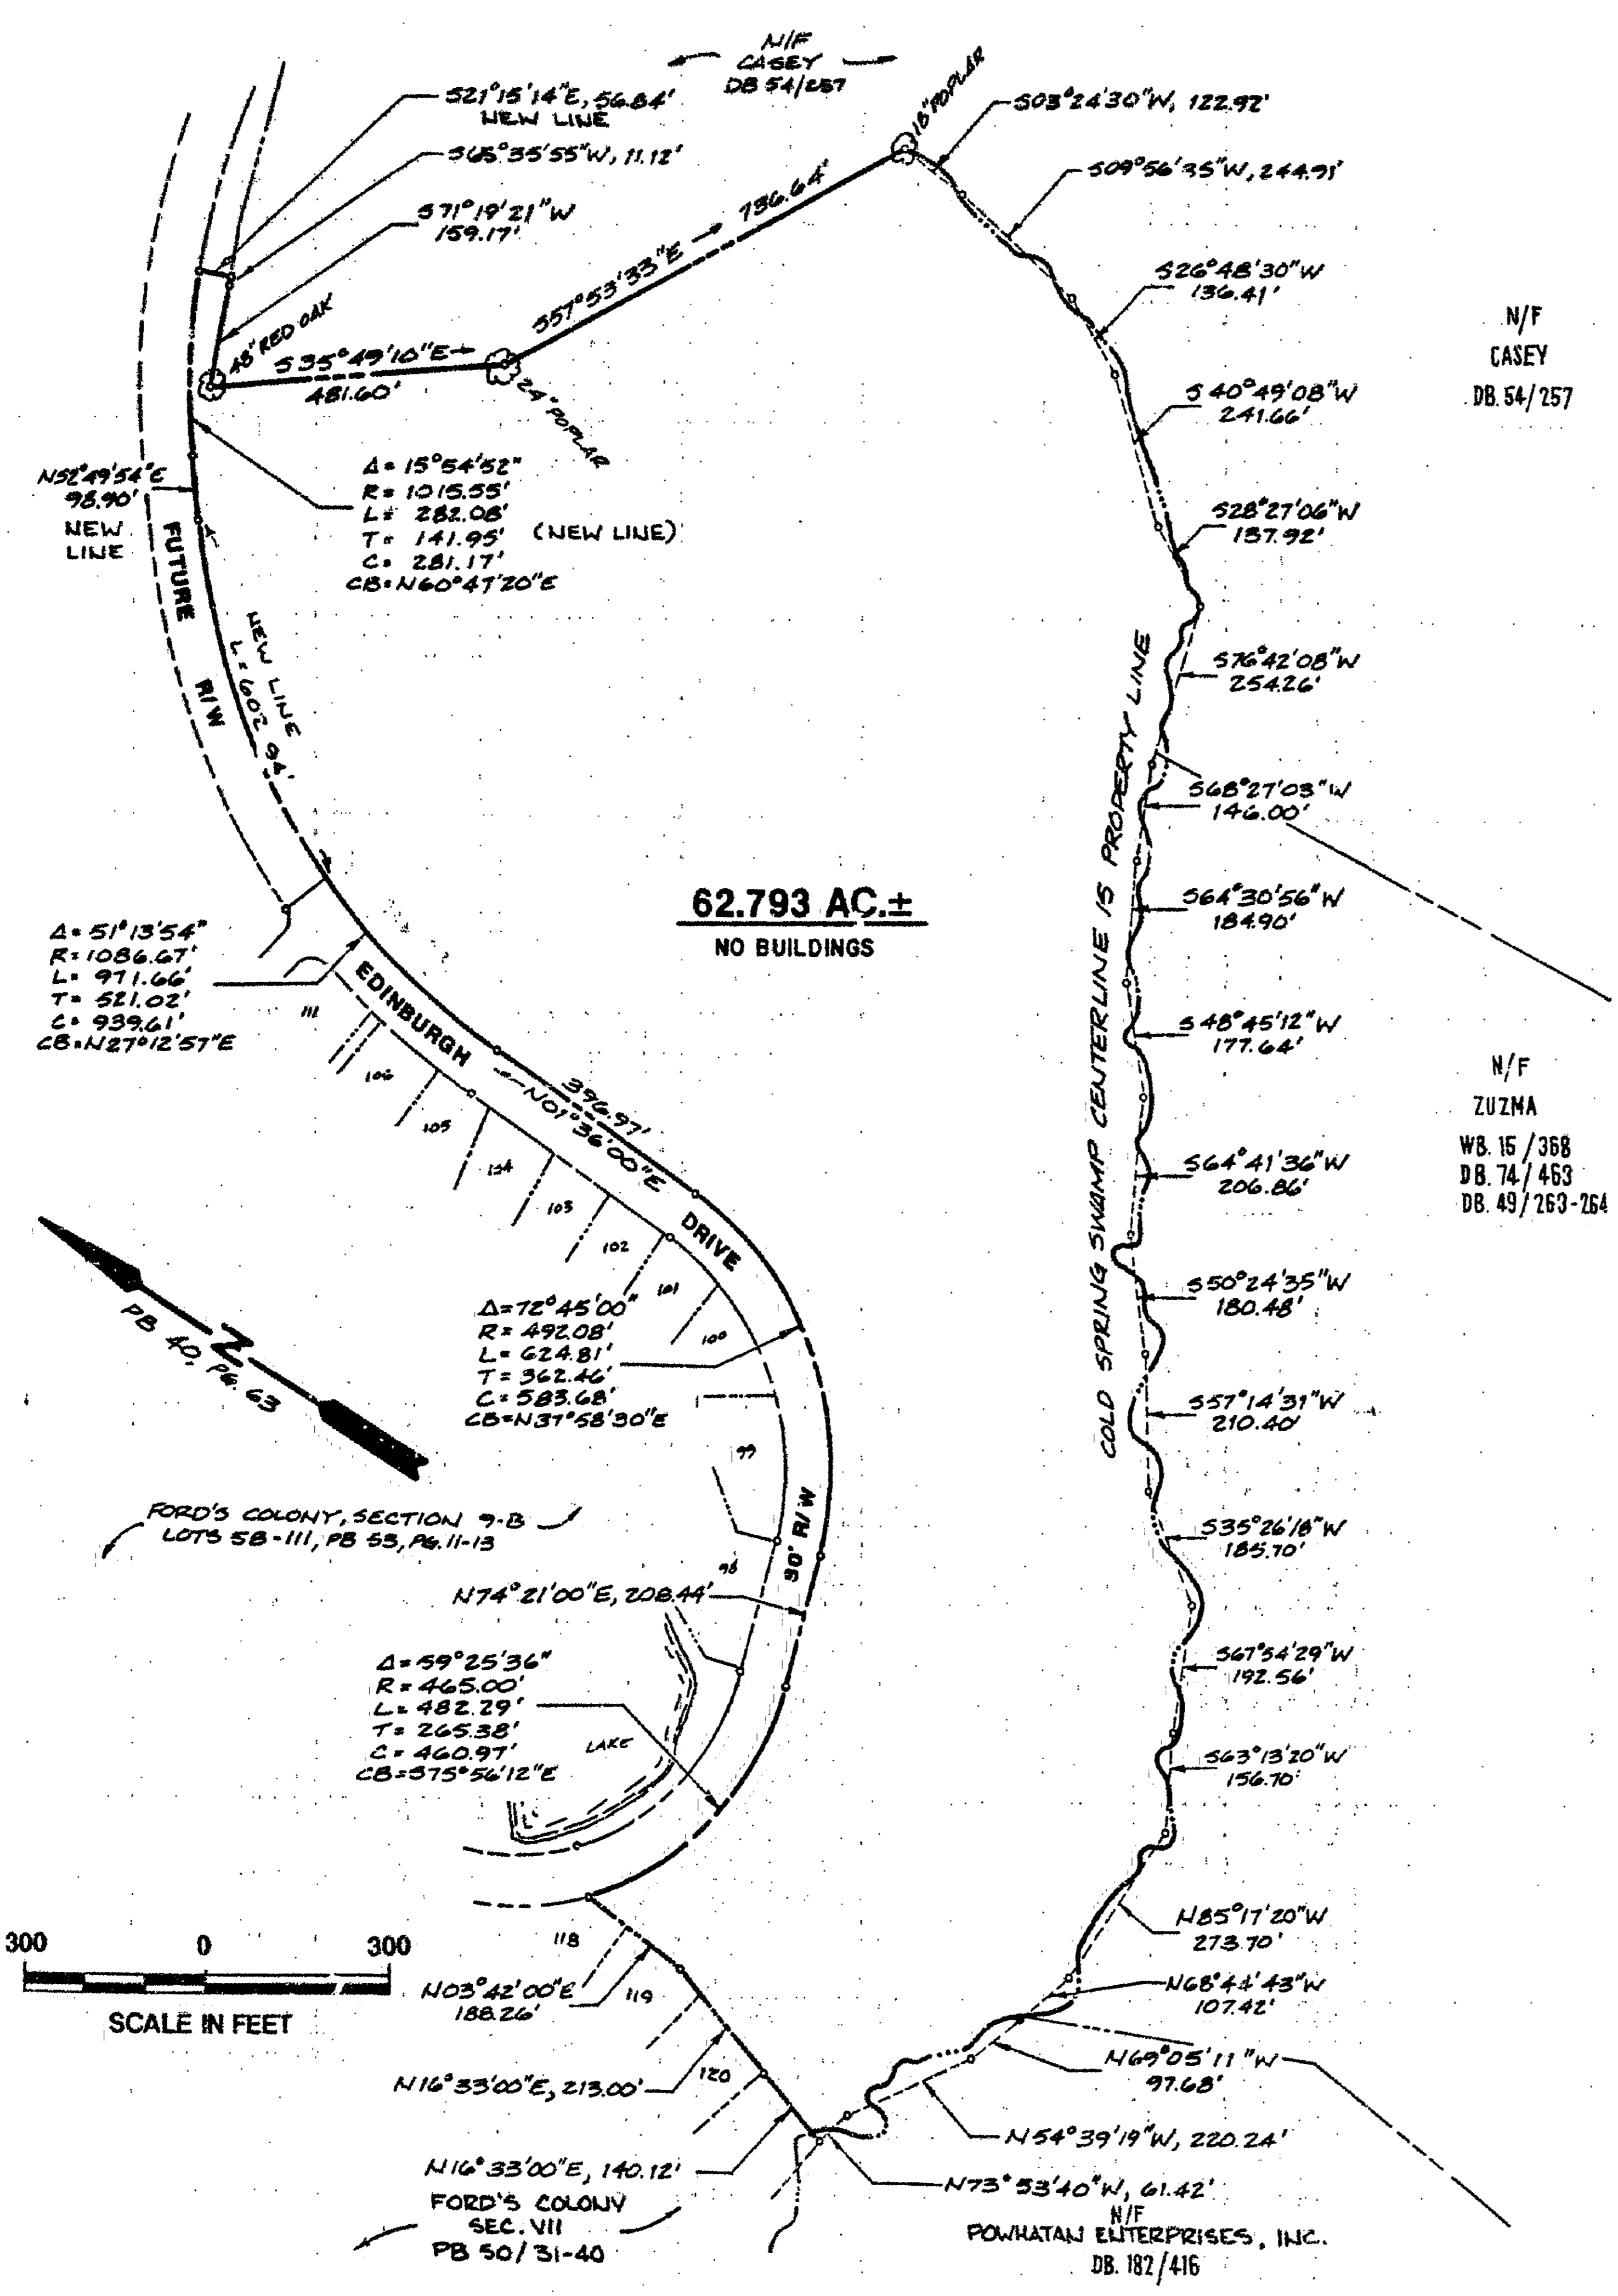 N/F
CASEY
DB 54/257
S21°15'14"E, 56.84'
NEW LINE
S65°35'55"W, 11.12'
S71°19'21"W
159.17'
18" POPLAR
S03°24'30"W, 122.92'
S09°56'35"W, 244.91'
S57°53'33"E 736.64'
S26°48'30"W
136.41'
N/F
CASEY
DB. 54/257
48" RED OAK
S35°49'10"E
481.60'
24" POPLAR
S40°49'08"W
241.66'
N52°49'54"E
98.90'
NEW
LINE
Δ= 15°54'52"
R= 1015.55'
L= 282.08'
T= 141.95' (NEW LINE)
C= 281.17'
CB=N60°47'20"E
S28°27'06"W
FUTURE R/W
NEW LINE
L=602.94'
S76°42'08"W
254.26'
S68°27'03"W
146.00'
COLD SPRING SWAMP CENTERLINE IS PROPERTY LINE
62.793 AC.±
NO BUILDINGS
S64°30'56"W
184.90'
Δ= 51°13'54"
R=1086.67'
L= 971.66'
T= 521.02'
C= 939.61'
CB=N27°12'57"E
111
106
105
104
103
102
101
100
99
98
EDINBURGH DRIVE
396.97'
N01°36'00"E
S48°45'12"W
177.64'
N/F
ZUZMA
WB. 15/368
DB. 74/463
DB. 49/263-264
S64°41'36"W
206.86'
S50°24'35"W
180.48'
N
PB 40, PG. 63
Δ=72°45'00"
R= 492.08'
L= 624.81'
T= 362.46'
C= 583.68'
CB=N37°58'30"E
S57°14'31"W
210.40'
90' R/W
FORD'S COLONY, SECTION 9-B
LOTS 58-111, PB 53, PG. 11-13
S35°26'18"W
185.70'
N74°21'00"E, 208.44'
S67°54'29"W
192.56'
Δ= 59°25'36"
R= 465.00'
L= 482.29'
T= 265.38'
C= 460.97'
CB=S75°56'12"E
LAKE
S63°13'20"W
156.70'
N85°17'20"W
273.70'
300 0 300
SCALE IN FEET
118
119
120
N03°42'00"E
188.26'
N68°44'43"W
107.42'
N69°05'11"W
97.68'
N16°33'00"E, 213.00'
N54°39'19"W, 220.24'
N16°33'00"E, 140.12'
N73°53'40"W, 61.42'
FORD'S COLONY
SEC. VII
PB 50/31-40
N/F
POWHATAN ENTERPRISES, INC.
DB. 182/416